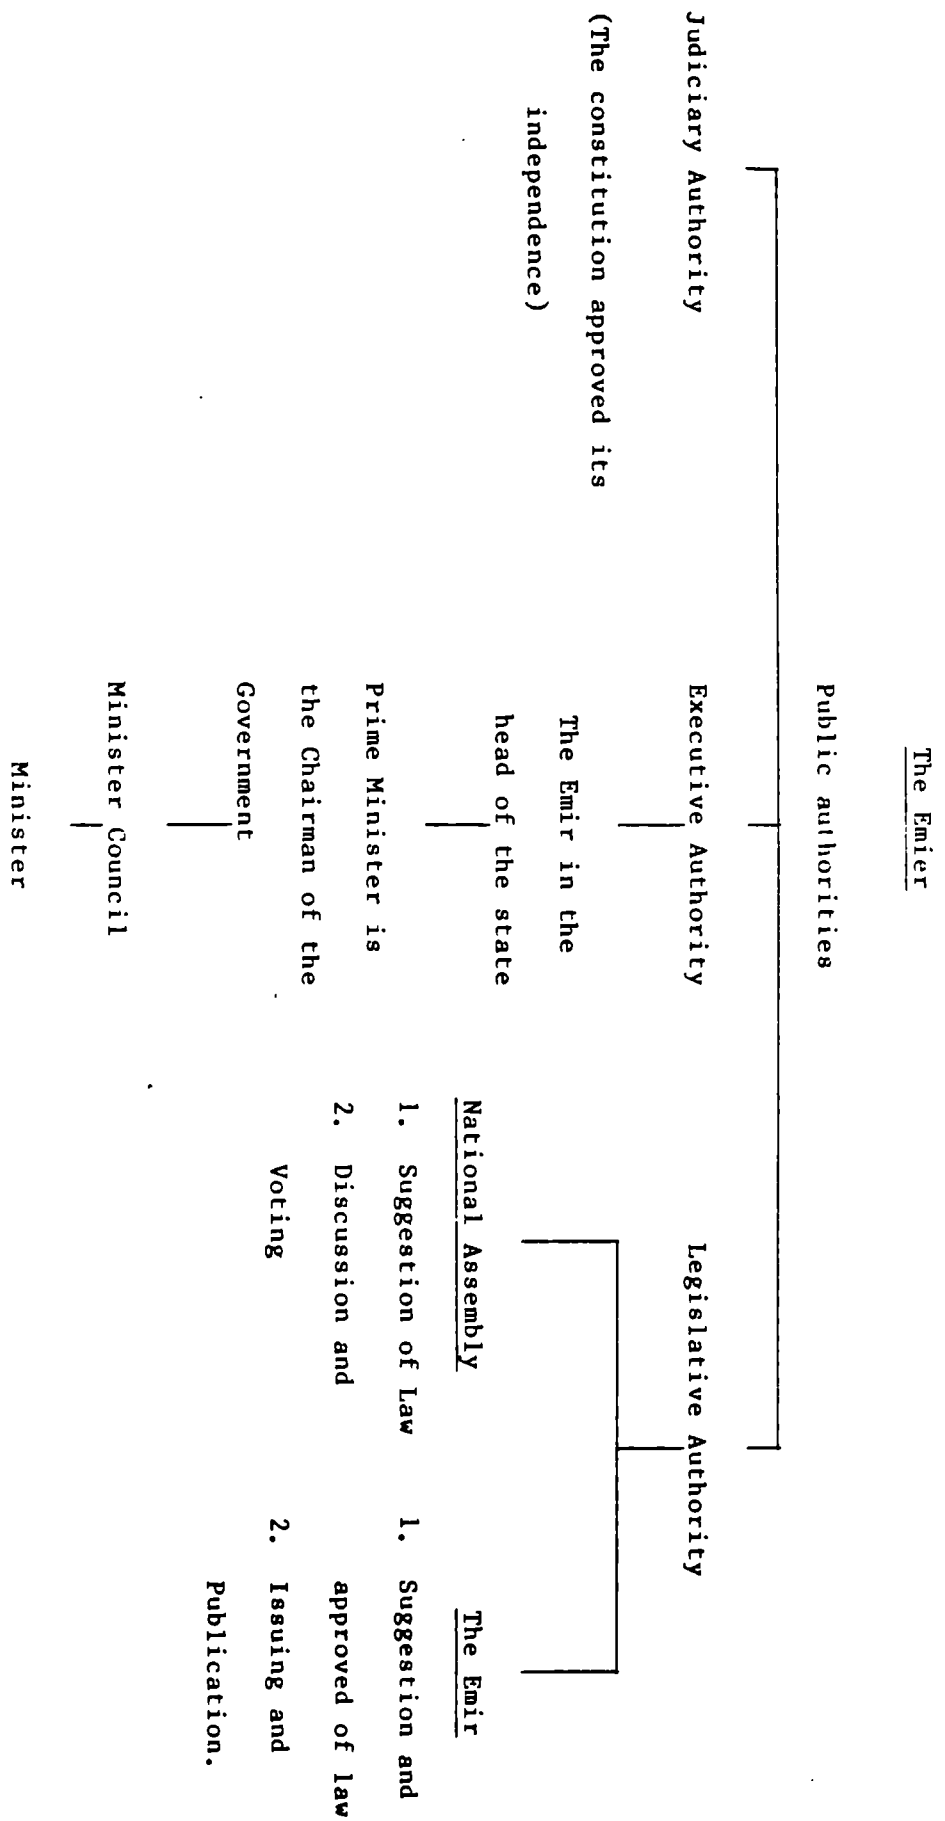 The Emier
Public authorities
Judiciary Authority
(The constitution approved its
independence)
Executive Authority
The Emir in the
head of the state
Prime Minister is
the Chairman of the
Government
Minister Council
Minister
Legislative Authority
National Assembly
1. Suggestion of Law
2. Discussion and
Voting
The Emir
1. Suggestion and
approved of law
2. Issuing and
Publication.